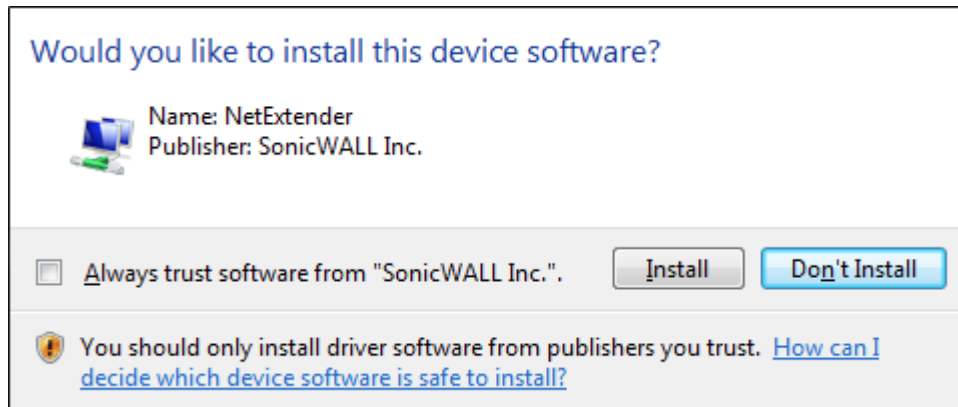 Would you like to install this device software?
Name: NetExtender
Publisher: SonicWALL Inc.
Always trust software from "SonicWALL Inc.".
Install
Don't Install
You should only install driver software from publishers you trust. How can I
decide which device software is safe to install?